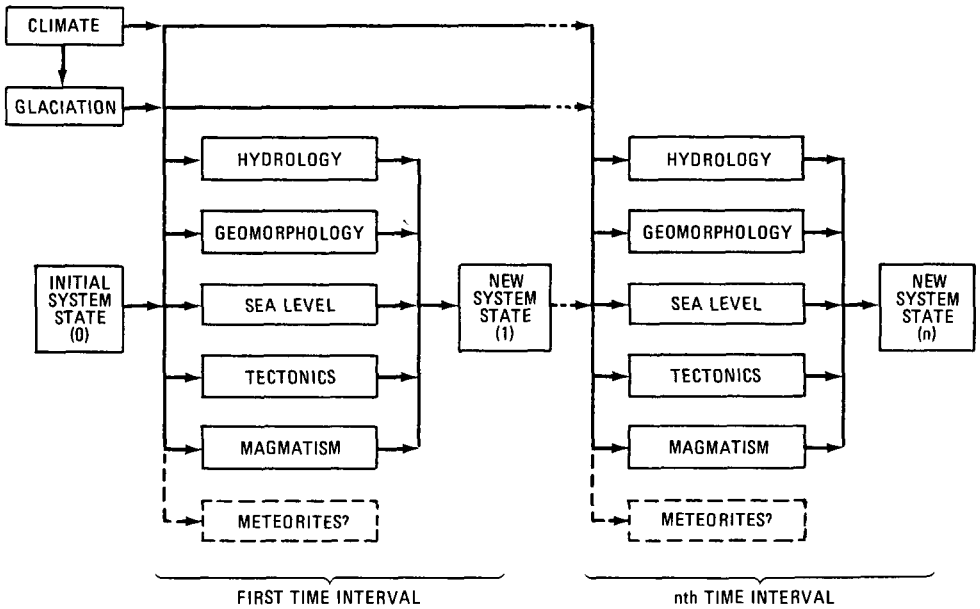 CLIMATE
GLACIATION
HYDROLOGY
GEOMORPHOLOGY
INITIAL
SYSTEM
STATE
(0)
SEA LEVEL
TECTONICS
MAGMATISM
METEORITES?
FIRST TIME INTERVAL
NEW
SYSTEM
STATE
(1)
HYDROLOGY
GEOMORPHOLOGY
SEA LEVEL
TECTONICS
MAGMATISM
METEORITES?
nth TIME INTERVAL
NEW
SYSTEM
STATE
(n)